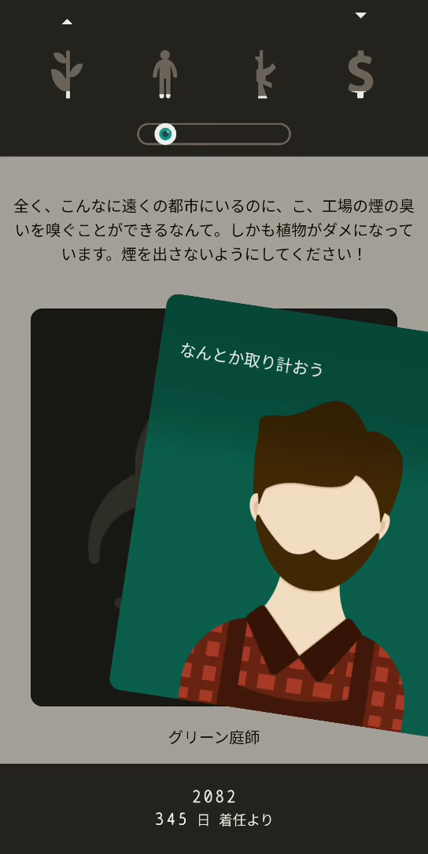 全く、こんなに遠くの都市にいるのに、こ、工場の煙の臭
いを嗅ぐことができるなんて。しかも植物がダメになって
います。煙を出さないようにしてください！
なんとか取り計おう
グリーン庭師
2082
345 日 着任より